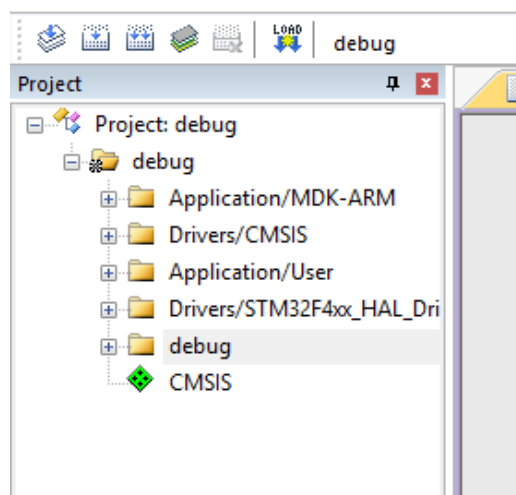 LOAD
debug
Project
Project: debug
debug
Application/MDK-ARM
Drivers/CMSIS
Application/User
Drivers/STM32F4xx_HAL_Dri
debug
CMSIS